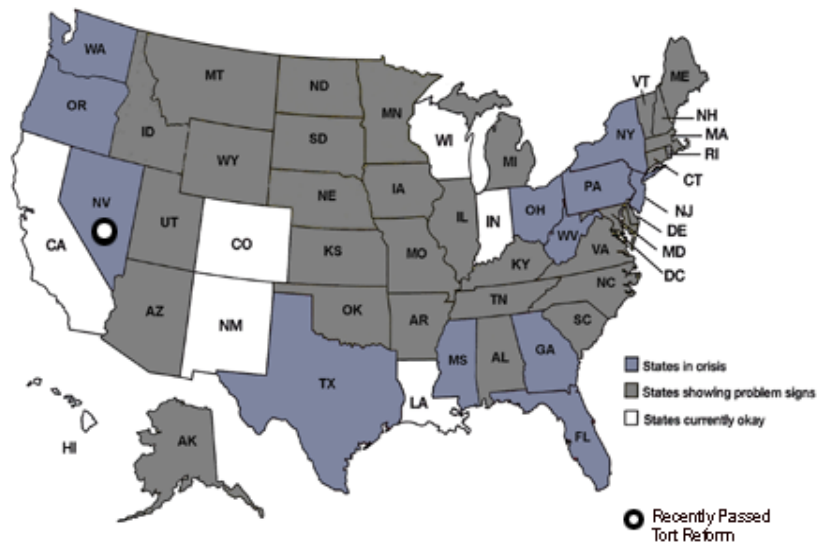 WA
MT
ND
MN
VT
ME
OR
ID
SD
WI
NY
NH
MA
WY
MI
RI
NV
NE
IA
PA
CT
UT
IL
IN
OH
NJ
CA
CO
WV
DE
KS
MO
VA
MD
KY
DC
AZ
NM
OK
TN
NC
AR
SC
TX
MS
AL
GA
LA
FL
HI
AK
States in crisis
States showing problem signs
States currently okay
Recently Passed
Tort Reform